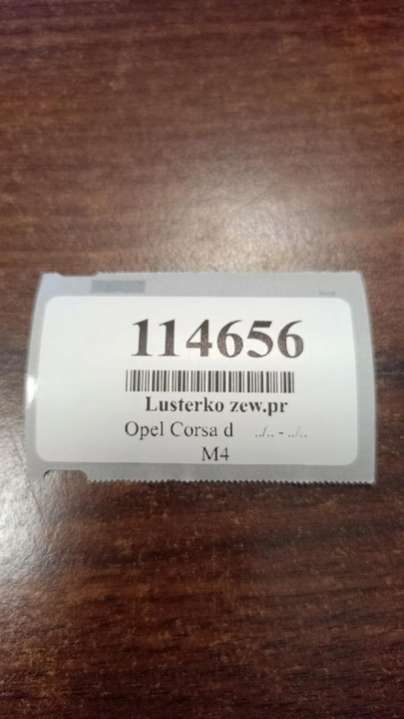 114656
Lusterko zew.pr
Opel Corsa d ../.. - ../..
M4